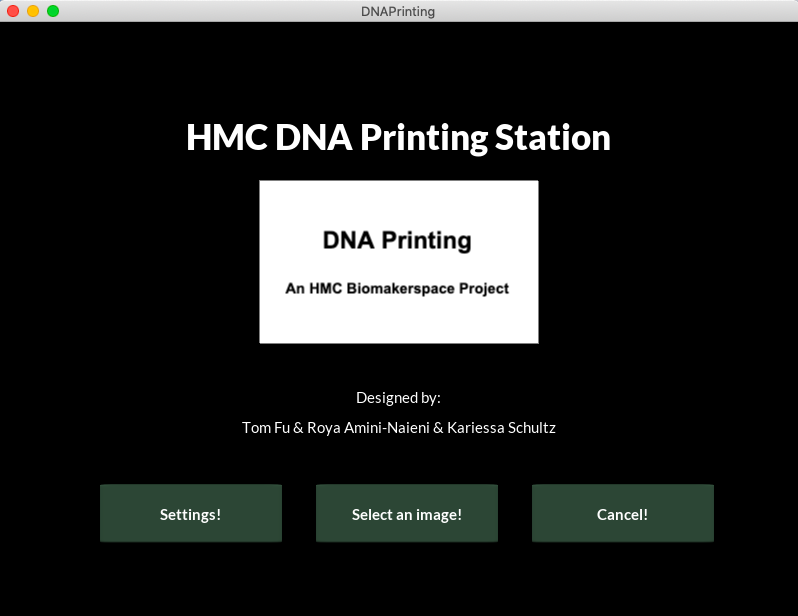 DNAPrinting
HMC DNA Printing Station
DNA Printing
An HMC Biomakerspace Project
Designed by:
Tom Fu & Roya Amini-Naieni & Kariessa Schultz
Settings! Select an image! Cancel!